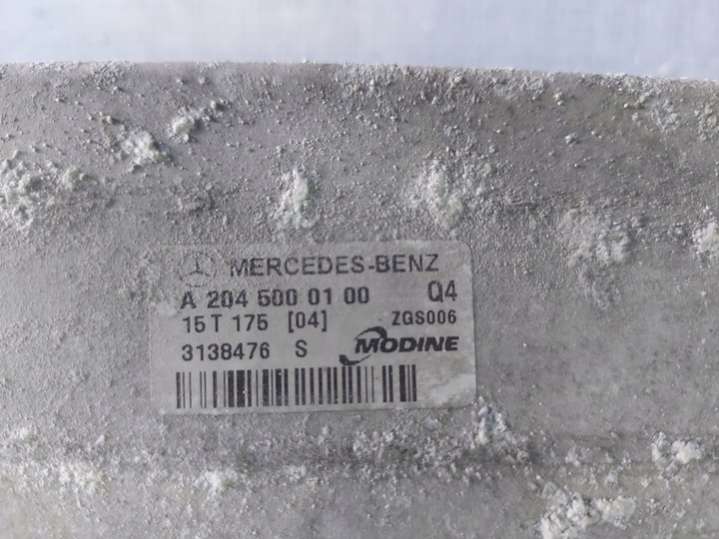 MERCEDES-BENZ
A 204 500 01 00 Q4
15 T 175 [04] ZGS006
3138476 S MODINE